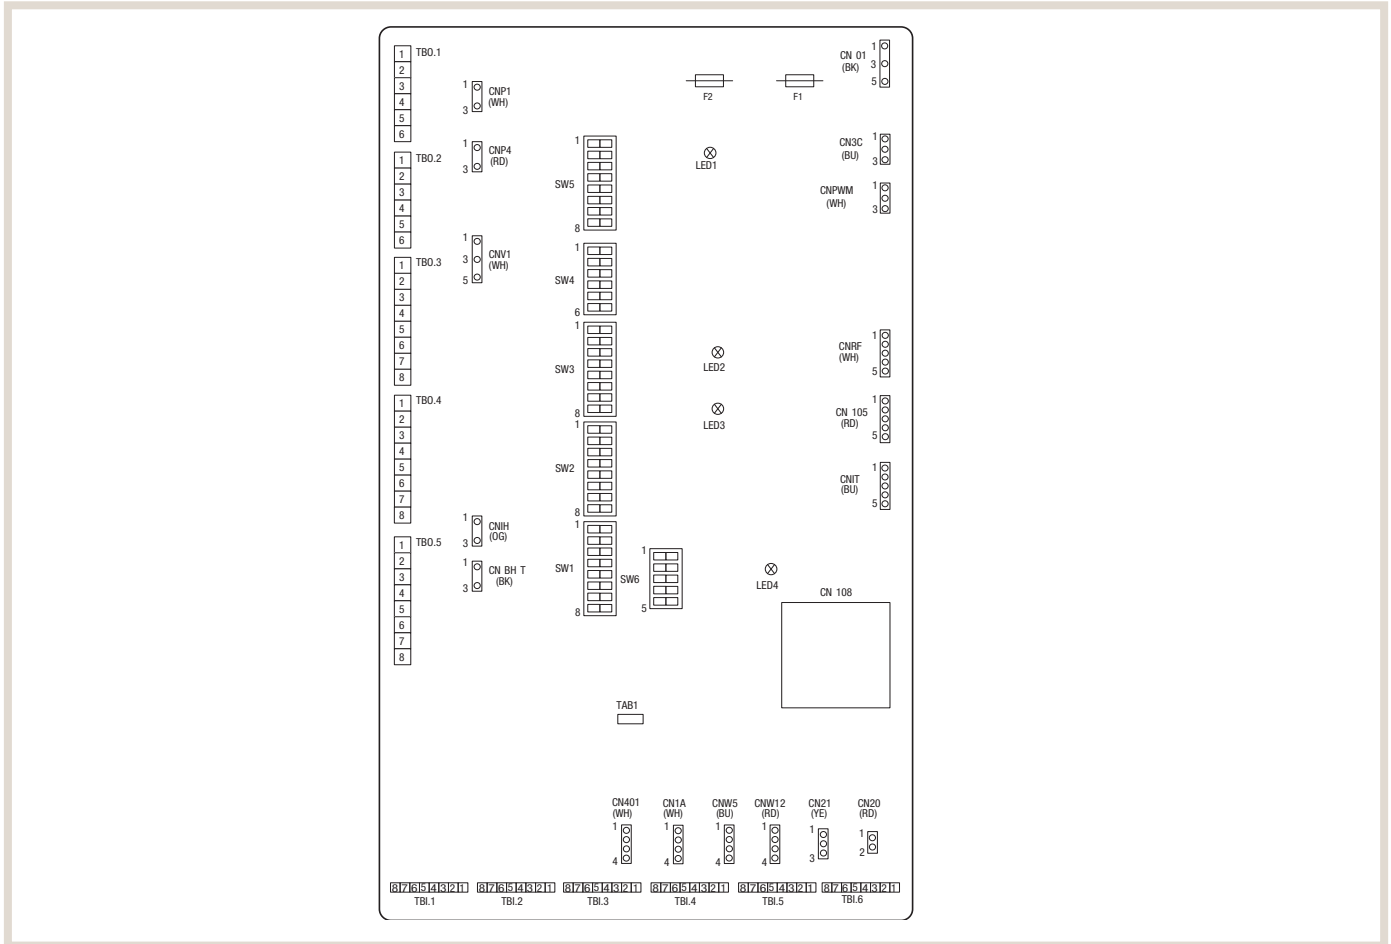 1 TBO.1
2
3
4
5
6
1 TBO.2
2
3
4
5
6
1 TBO.3
2
3
4
5
6
7
8
1 TBO.4
2
3
4
5
6
7
8
1 TBO.5
2
3
4
5
6
7
8
1
CNP1
(WH)
3
1
CNP4
(RD)
3
1
3
CNV1
(WH)
5
1
CNIH
(OG)
3
1
CN BH T
(BK)
3
1
SW5
8
1
SW4
6
1
SW3
8
1
SW2
8
1
SW1
8
1
SW6
5
F2
F1
LED1
LED2
LED3
LED4
CN 01
(BK)
1
3
5
CN3C
(BU)
1
3
CNPWM
(WH)
1
3
CNRF
(WH)
1
5
CN 105
(RD)
1
5
CNIT
(BU)
1
5
CN 108
TAB1
CN401
(WH)
1
4
CN1A
(WH)
1
4
CNW5
(BU)
1
4
CNW12
(RD)
1
4
CN21
(YE)
1
3
CN20
(RD)
1
2
8 7 6 5 4 3 2 1
TBI.1
8 7 6 5 4 3 2 1
TBI.2
8 7 6 5 4 3 2 1
TBI.3
8 7 6 5 4 3 2 1
TBI.4
8 7 6 5 4 3 2 1
TBI.5
8 7 6 5 4 3 2 1
TBI.6